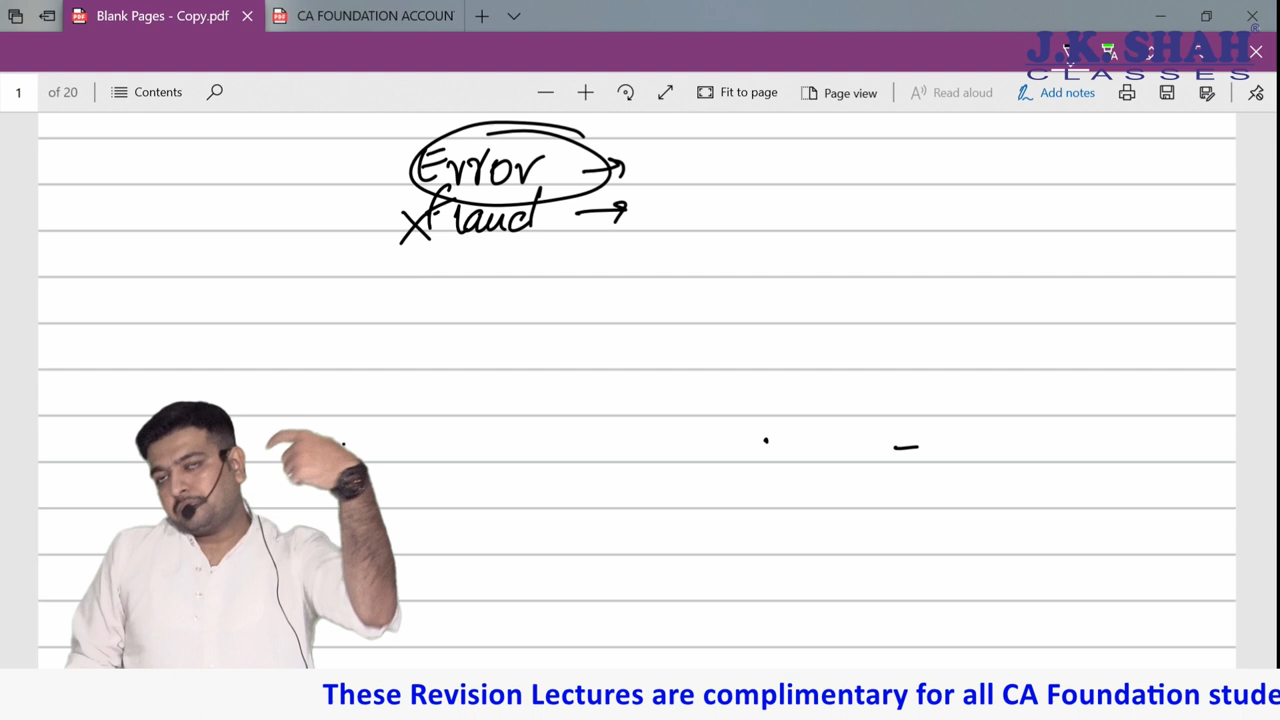 Blank Pages - Copy.pdf
CA FOUNDATION ACCOUNT
J.K. SHAH®
CLASSES
1 of 20 Contents Fit to page Page view Read aloud Add notes
Error →
X Fraud →
These Revision Lectures are complimentary for all CA Foundation stude